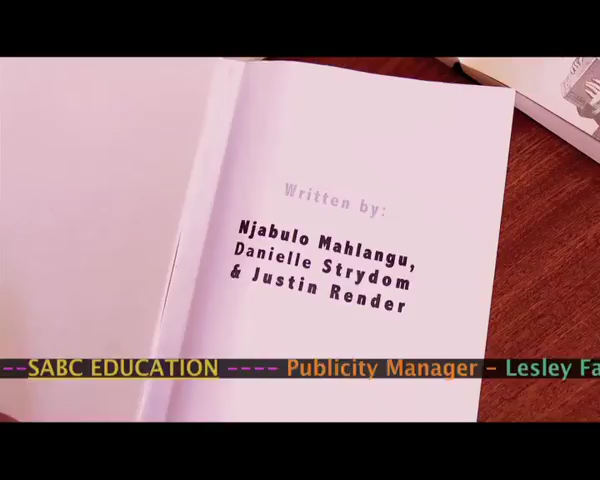 Written by:
Njabulo Mahlangu,
Danielle Strydom
& Justin Render
--SABC EDUCATION ---- Publicity Manager - Lesley Fa